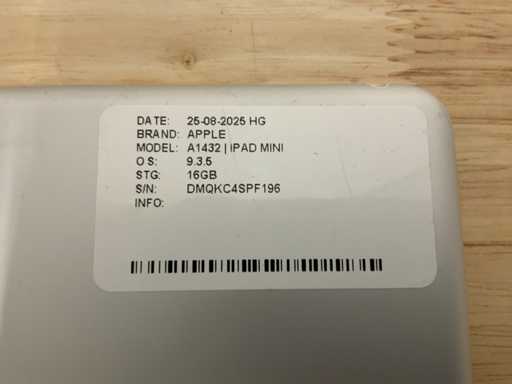 DATE: 25-08-2025 HG
BRAND: APPLE
MODEL: A1432 | IPAD MINI
O S: 9.3.5
STG: 16GB
S/N: DMQKC4SPF196
INFO: